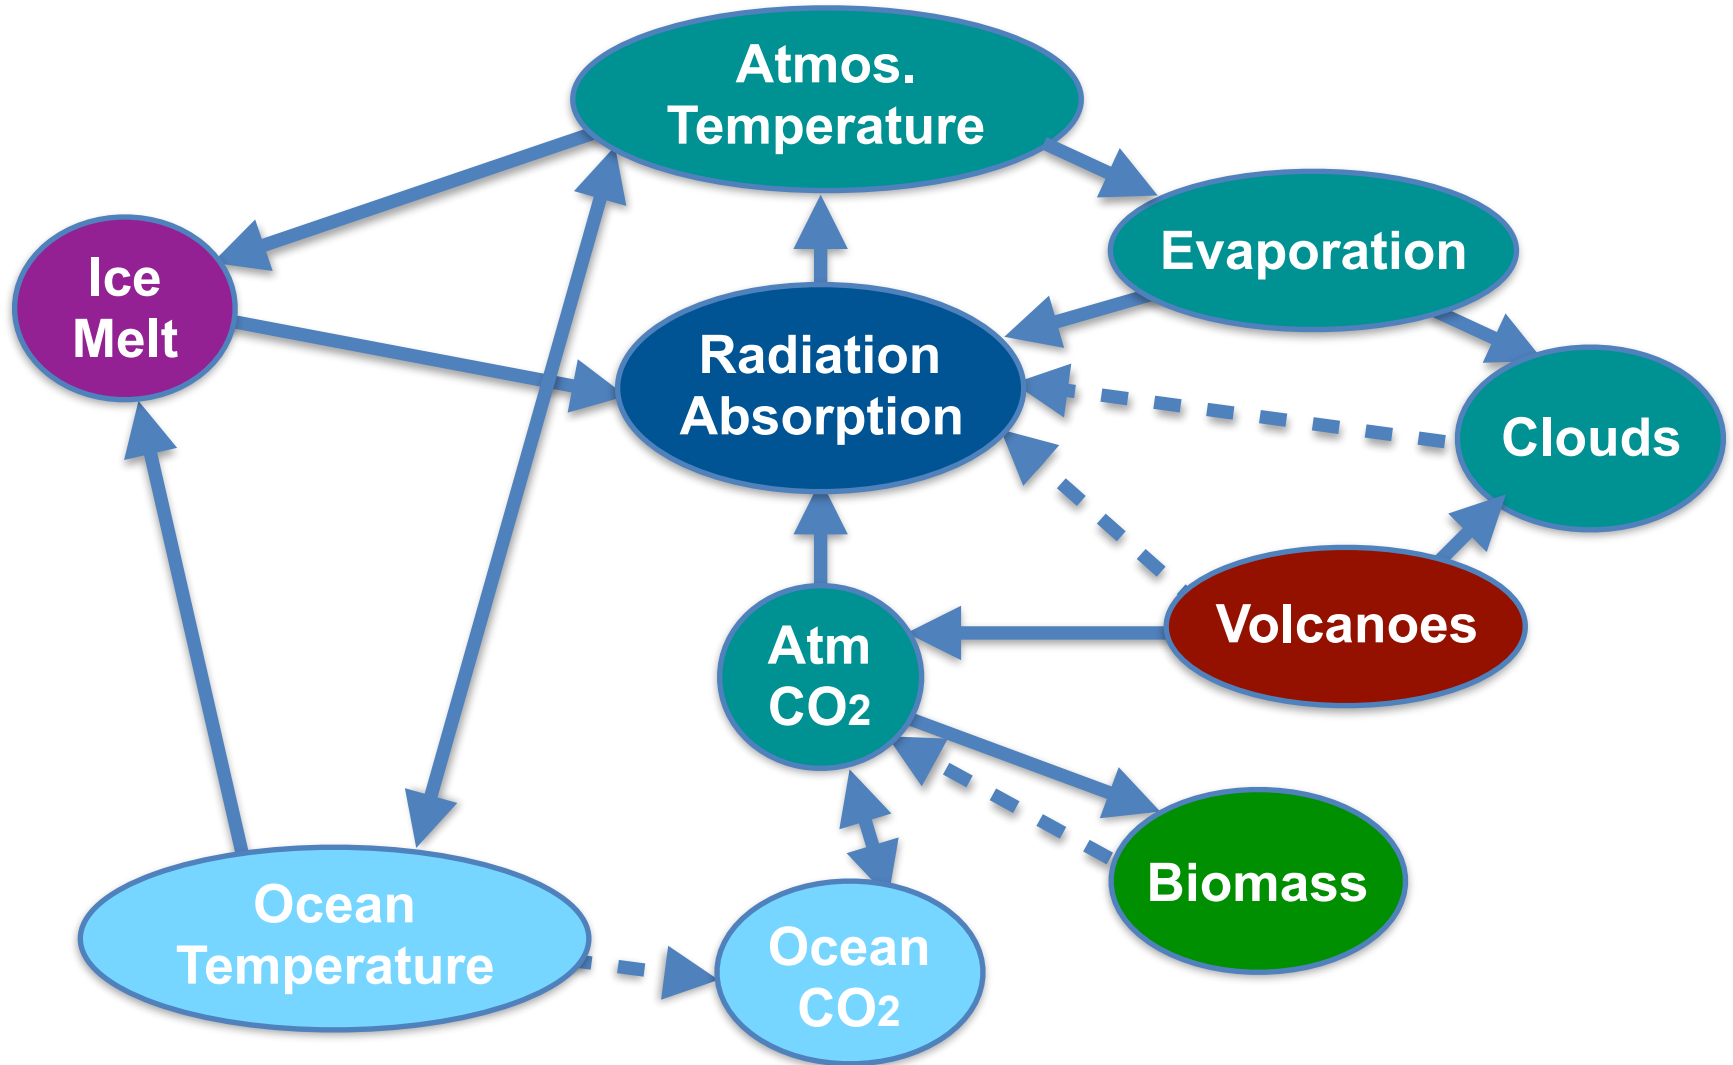 Atmos.
Temperature
Evaporation
Ice
Melt
Radiation
Absorption
Clouds
Volcanoes
Atm
CO2
Biomass
Ocean
Temperature
Ocean
CO2